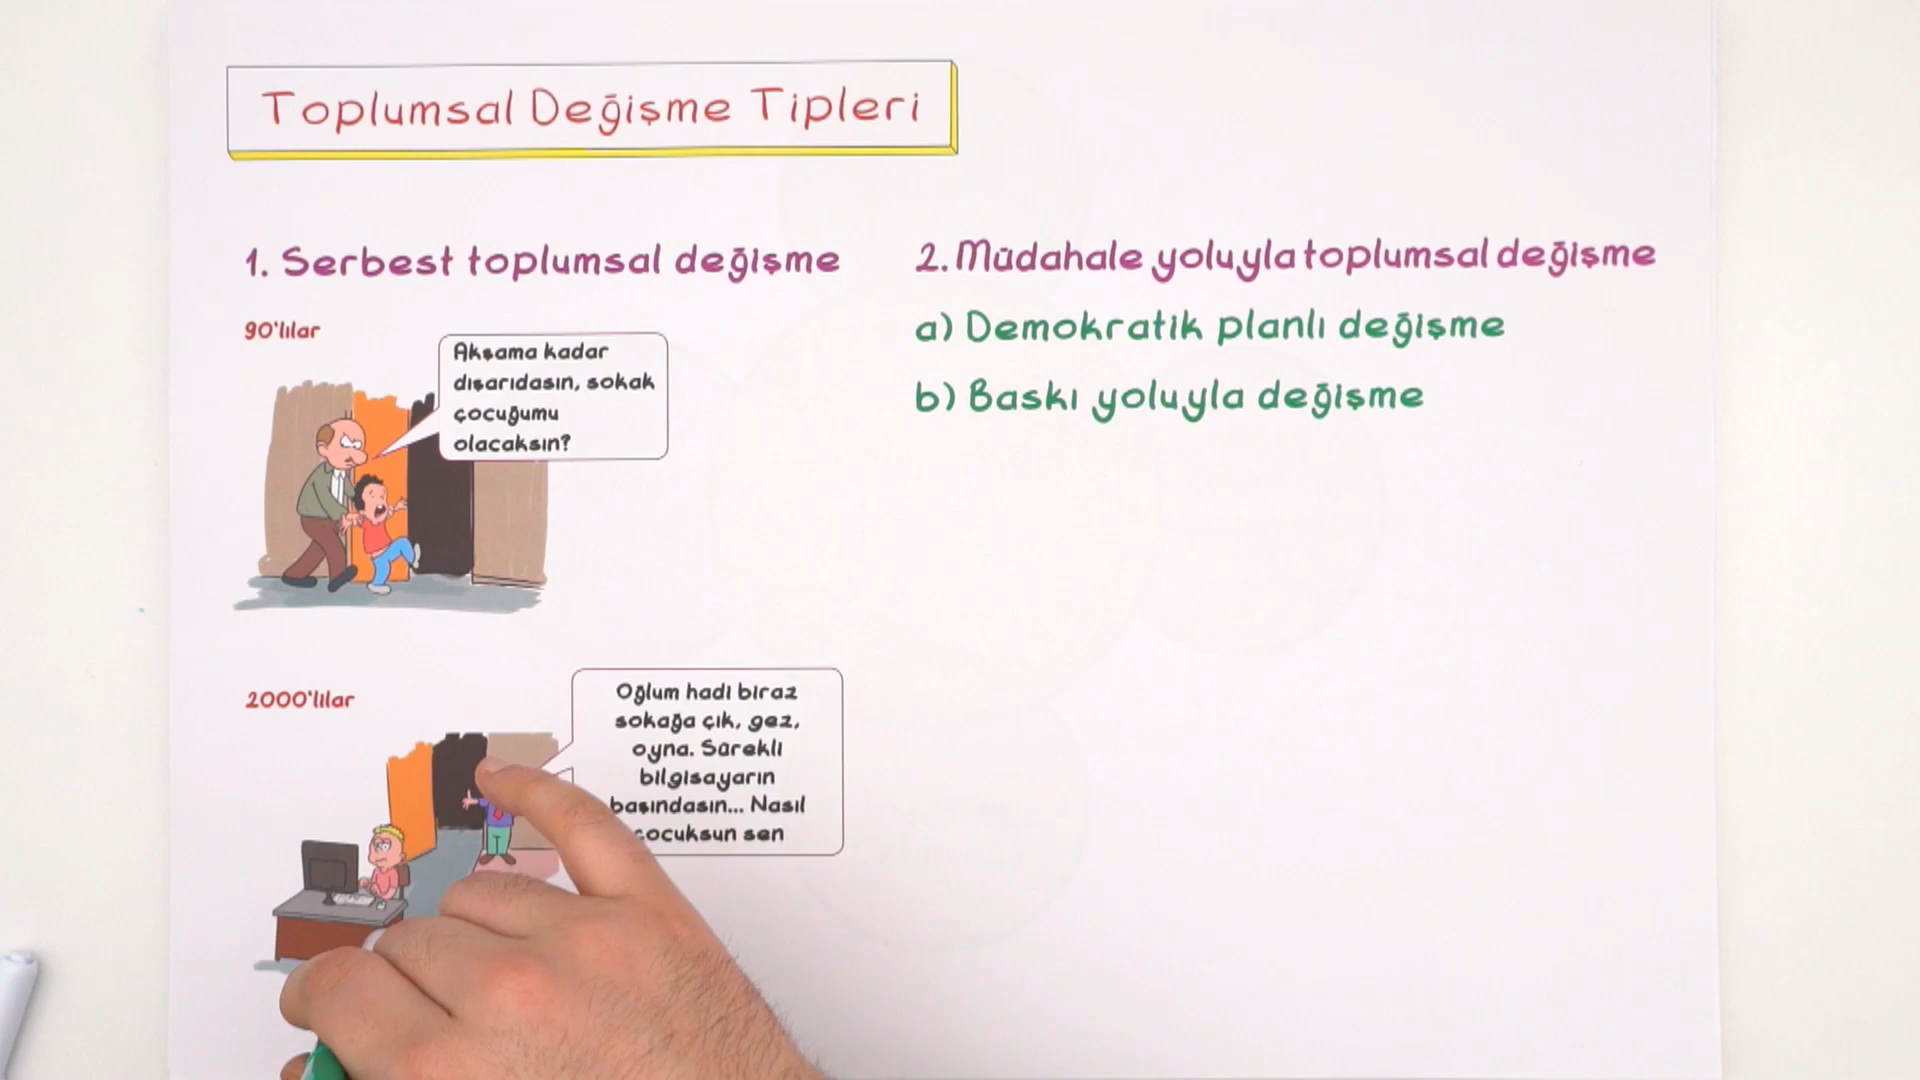 Toplumsal Değişme Tipleri
1. Serbest toplumsal değişme
90'lılar
Akşama kadar
dışarıdasın, sokak
çocuğumu
olacaksın?
2000'lılar
Oğlum hadi biraz
sokağa çık, gez,
oyna. Sürekli
bilgisayarın
başındasın... Nasıl
çocuksun sen
2. Müdahale yoluyla toplumsal değişme
a) Demokratik planlı değişme
b) Baskı yoluyla değişme